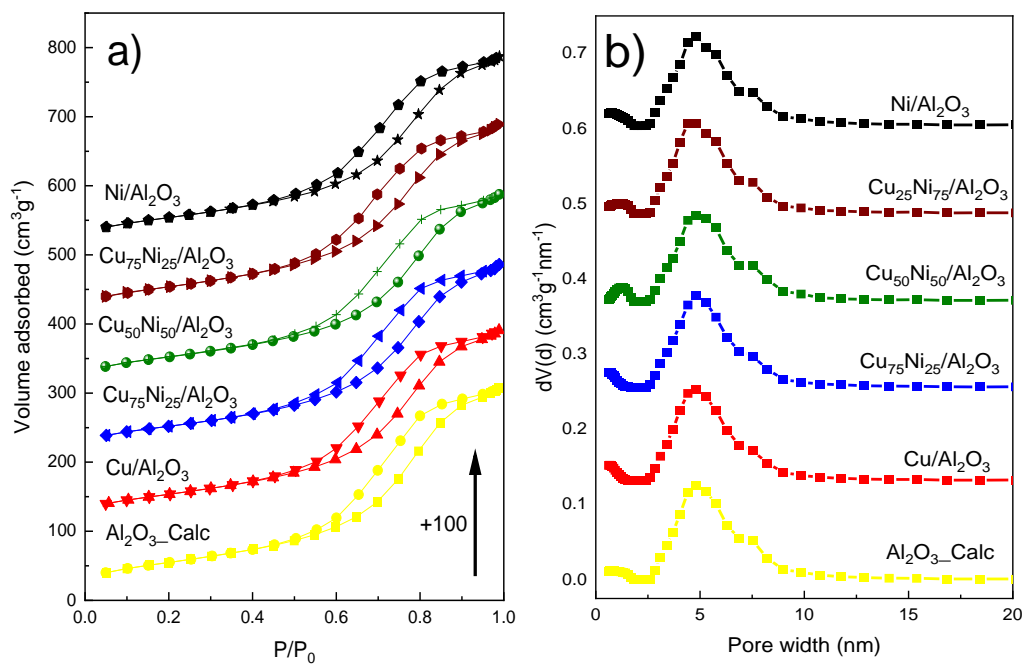 a)
800
700
600
500
400
300
200
100
0
Volume adsorbed (cm³g⁻¹)
Ni/Al₂O₃
Cu₇₅Ni₂₅/Al₂O₃
Cu₅₀Ni₅₀/Al₂O₃
Cu₇₅Ni₂₅/Al₂O₃
Cu/Al₂O₃
Al₂O₃_Calc
+100
0.0 0.2 0.4 0.6 0.8 1.0
P/P₀
b)
0.7
0.6
0.5
0.4
0.3
0.2
0.1
0.0
dV(d) (cm³g⁻¹nm⁻¹)
Ni/Al₂O₃
Cu₂₅Ni₇₅/Al₂O₃
Cu₅₀Ni₅₀/Al₂O₃
Cu₇₅Ni₂₅/Al₂O₃
Cu/Al₂O₃
Al₂O₃_Calc
0 5 10 15 20
Pore width (nm)